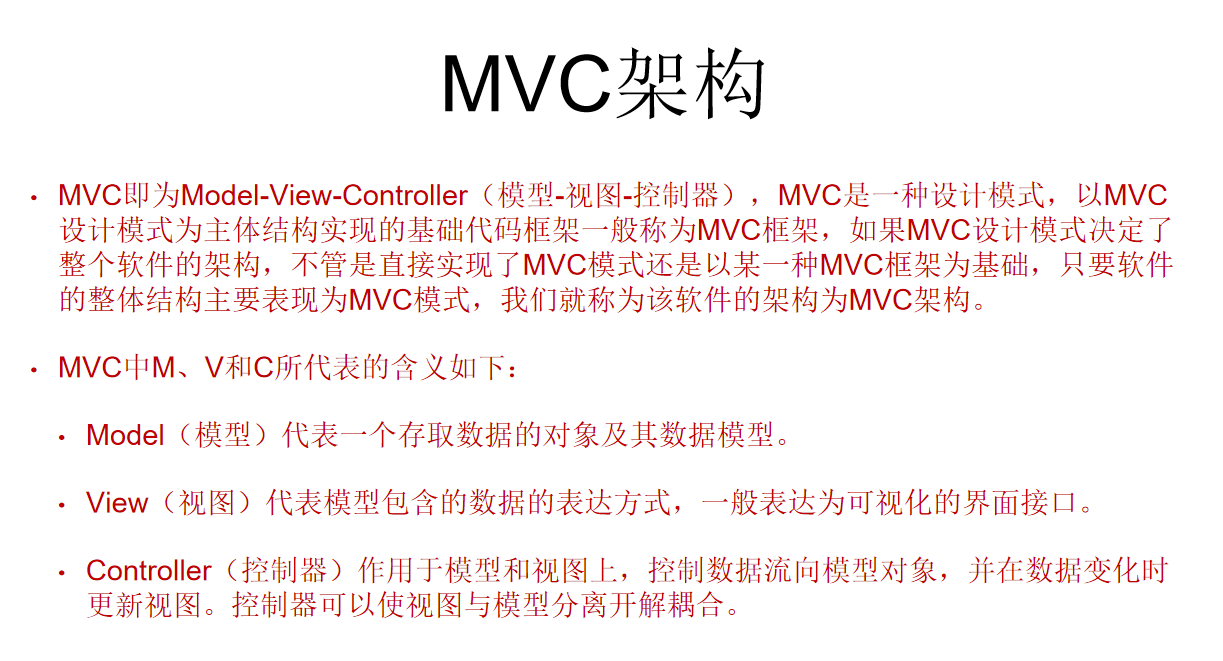 MVC架构
• MVC即为Model-View-Controller（模型-视图-控制器），MVC是一种设计模式，以MVC
设计模式为主体结构实现的基础代码框架一般称为MVC框架，如果MVC设计模式决定了
整个软件的架构，不管是直接实现了MVC模式还是以某一种MVC框架为基础，只要软件
的整体结构主要表现为MVC模式，我们就称为该软件的架构为MVC架构。
• MVC中M、V和C所代表的含义如下：
• Model（模型）代表一个存取数据的对象及其数据模型。
• View（视图）代表模型包含的数据的表达方式，一般表达为可视化的界面接口。
• Controller（控制器）作用于模型和视图上，控制数据流向模型对象，并在数据变化时
更新视图。控制器可以使视图与模型分离开解耦合。